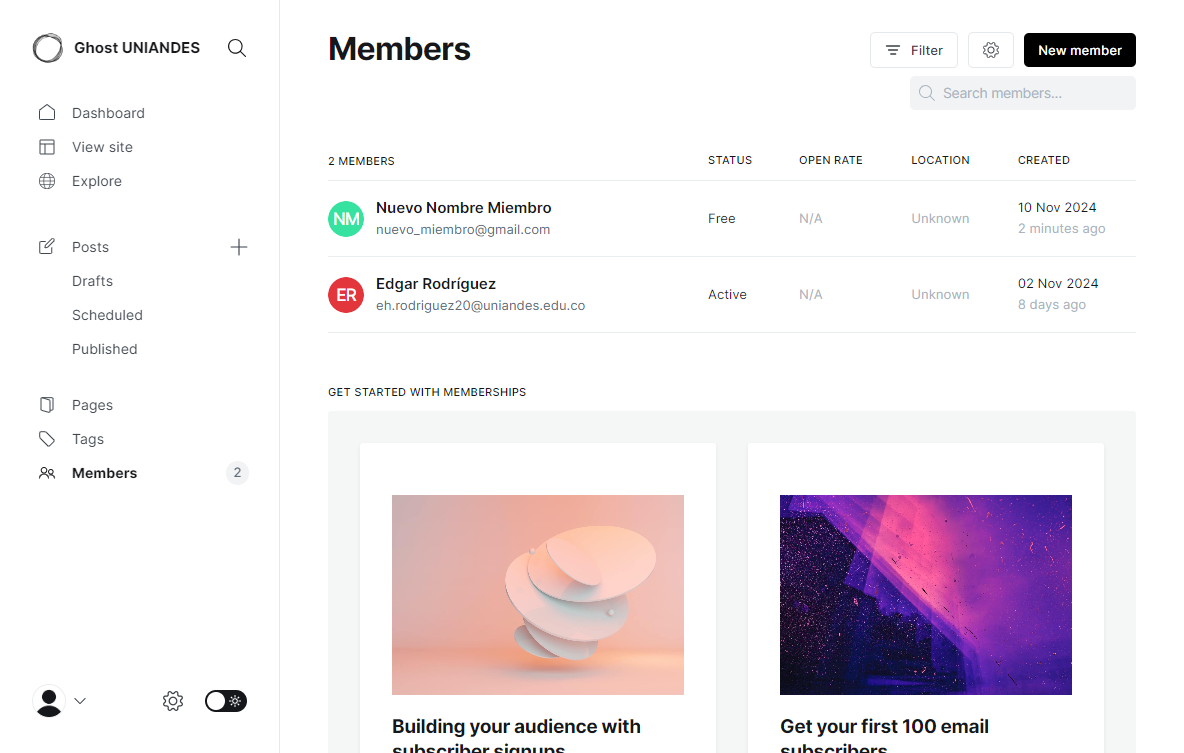 Ghost UNIANDES
Dashboard
View site
Explore
Posts
Drafts
Scheduled
Published
Pages
Tags
Members 2
Members
Filter
New member
Search members...
2 MEMBERS STATUS OPEN RATE LOCATION CREATED
NM Nuevo Nombre Miembro Free N/A Unknown 10 Nov 2024
nuevo_miembro@gmail.com 2 minutes ago
ER Edgar Rodríguez Active N/A Unknown 02 Nov 2024
eh.rodriguez20@uniandes.edu.co 8 days ago
GET STARTED WITH MEMBERSHIPS
Building your audience with
subscriber signups
Get your first 100 email
subscribers